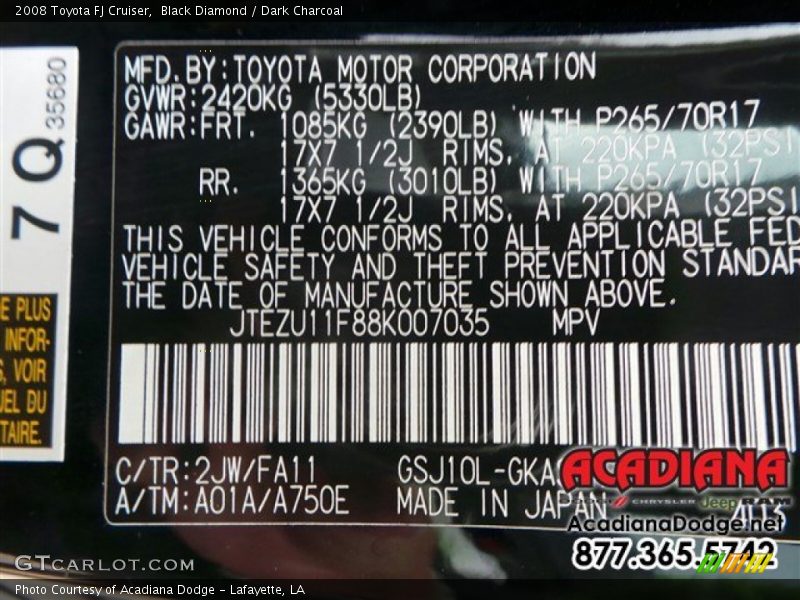 2008 Toyota FJ Cruiser, Black Diamond / Dark Charcoal
7 Q 35680
E PLUS
INFOR-
S, VOIR
UEL DU
TAIRE.
MFD.BY:TOYOTA MOTOR CORPORATION
GVWR:2420KG (5330LB)
GAWR:FRT. 1085KG (2390LB) WITH P265/70R17
17X7 1/2J RIMS, AT 220KPA (32PSI
RR. 1365KG (3010LB) WITH P265/70R17
17X7 1/2J RIMS, AT 220KPA (32PSI
THIS VEHICLE CONFORMS TO ALL APPLICABLE FED
VEHICLE SAFETY AND THEFT PREVENTION STANDAR
THE DATE OF MANUFACTURE SHOWN ABOVE.
JTEZU11F88K007035 MPV
C/TR:2JW/FA11 GSJ10L-GKA
A/TM:A01A/A750E MADE IN JAPAN
ACADIANA
CHRYSLER Jeep RAM
AcadianaDodge.net
877.365.5742
GTCARLOT.COM
Photo Courtesy of Acadiana Dodge - Lafayette, LA